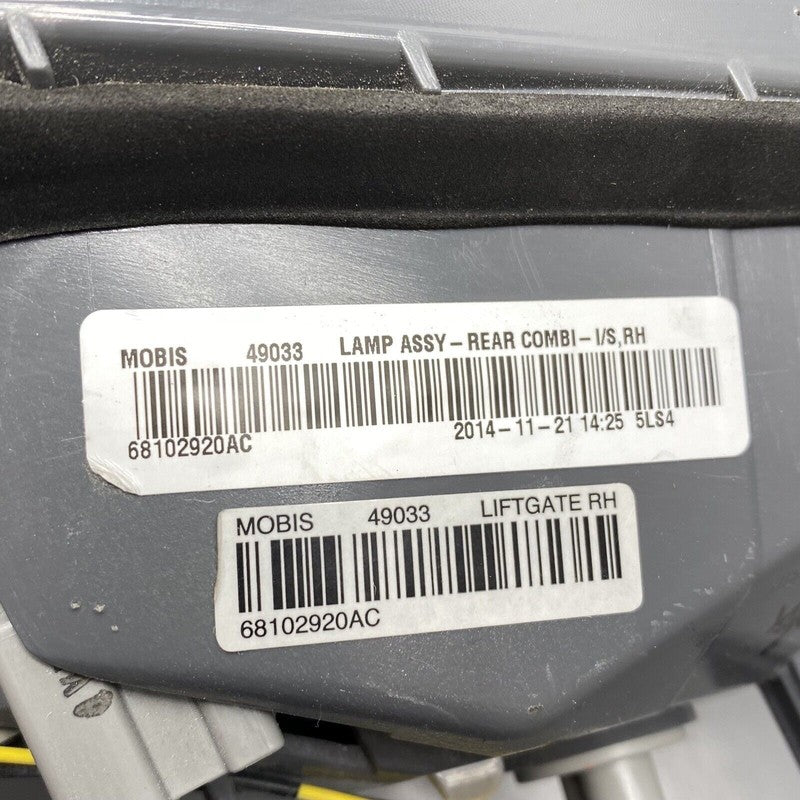 MOBIS 49033 LAMP ASSY-REAR COMBI-I/S,RH
68102920AC 2014-11-21 14:25 5LS4
MOBIS 49033 LIFTGATE RH
68102920AC